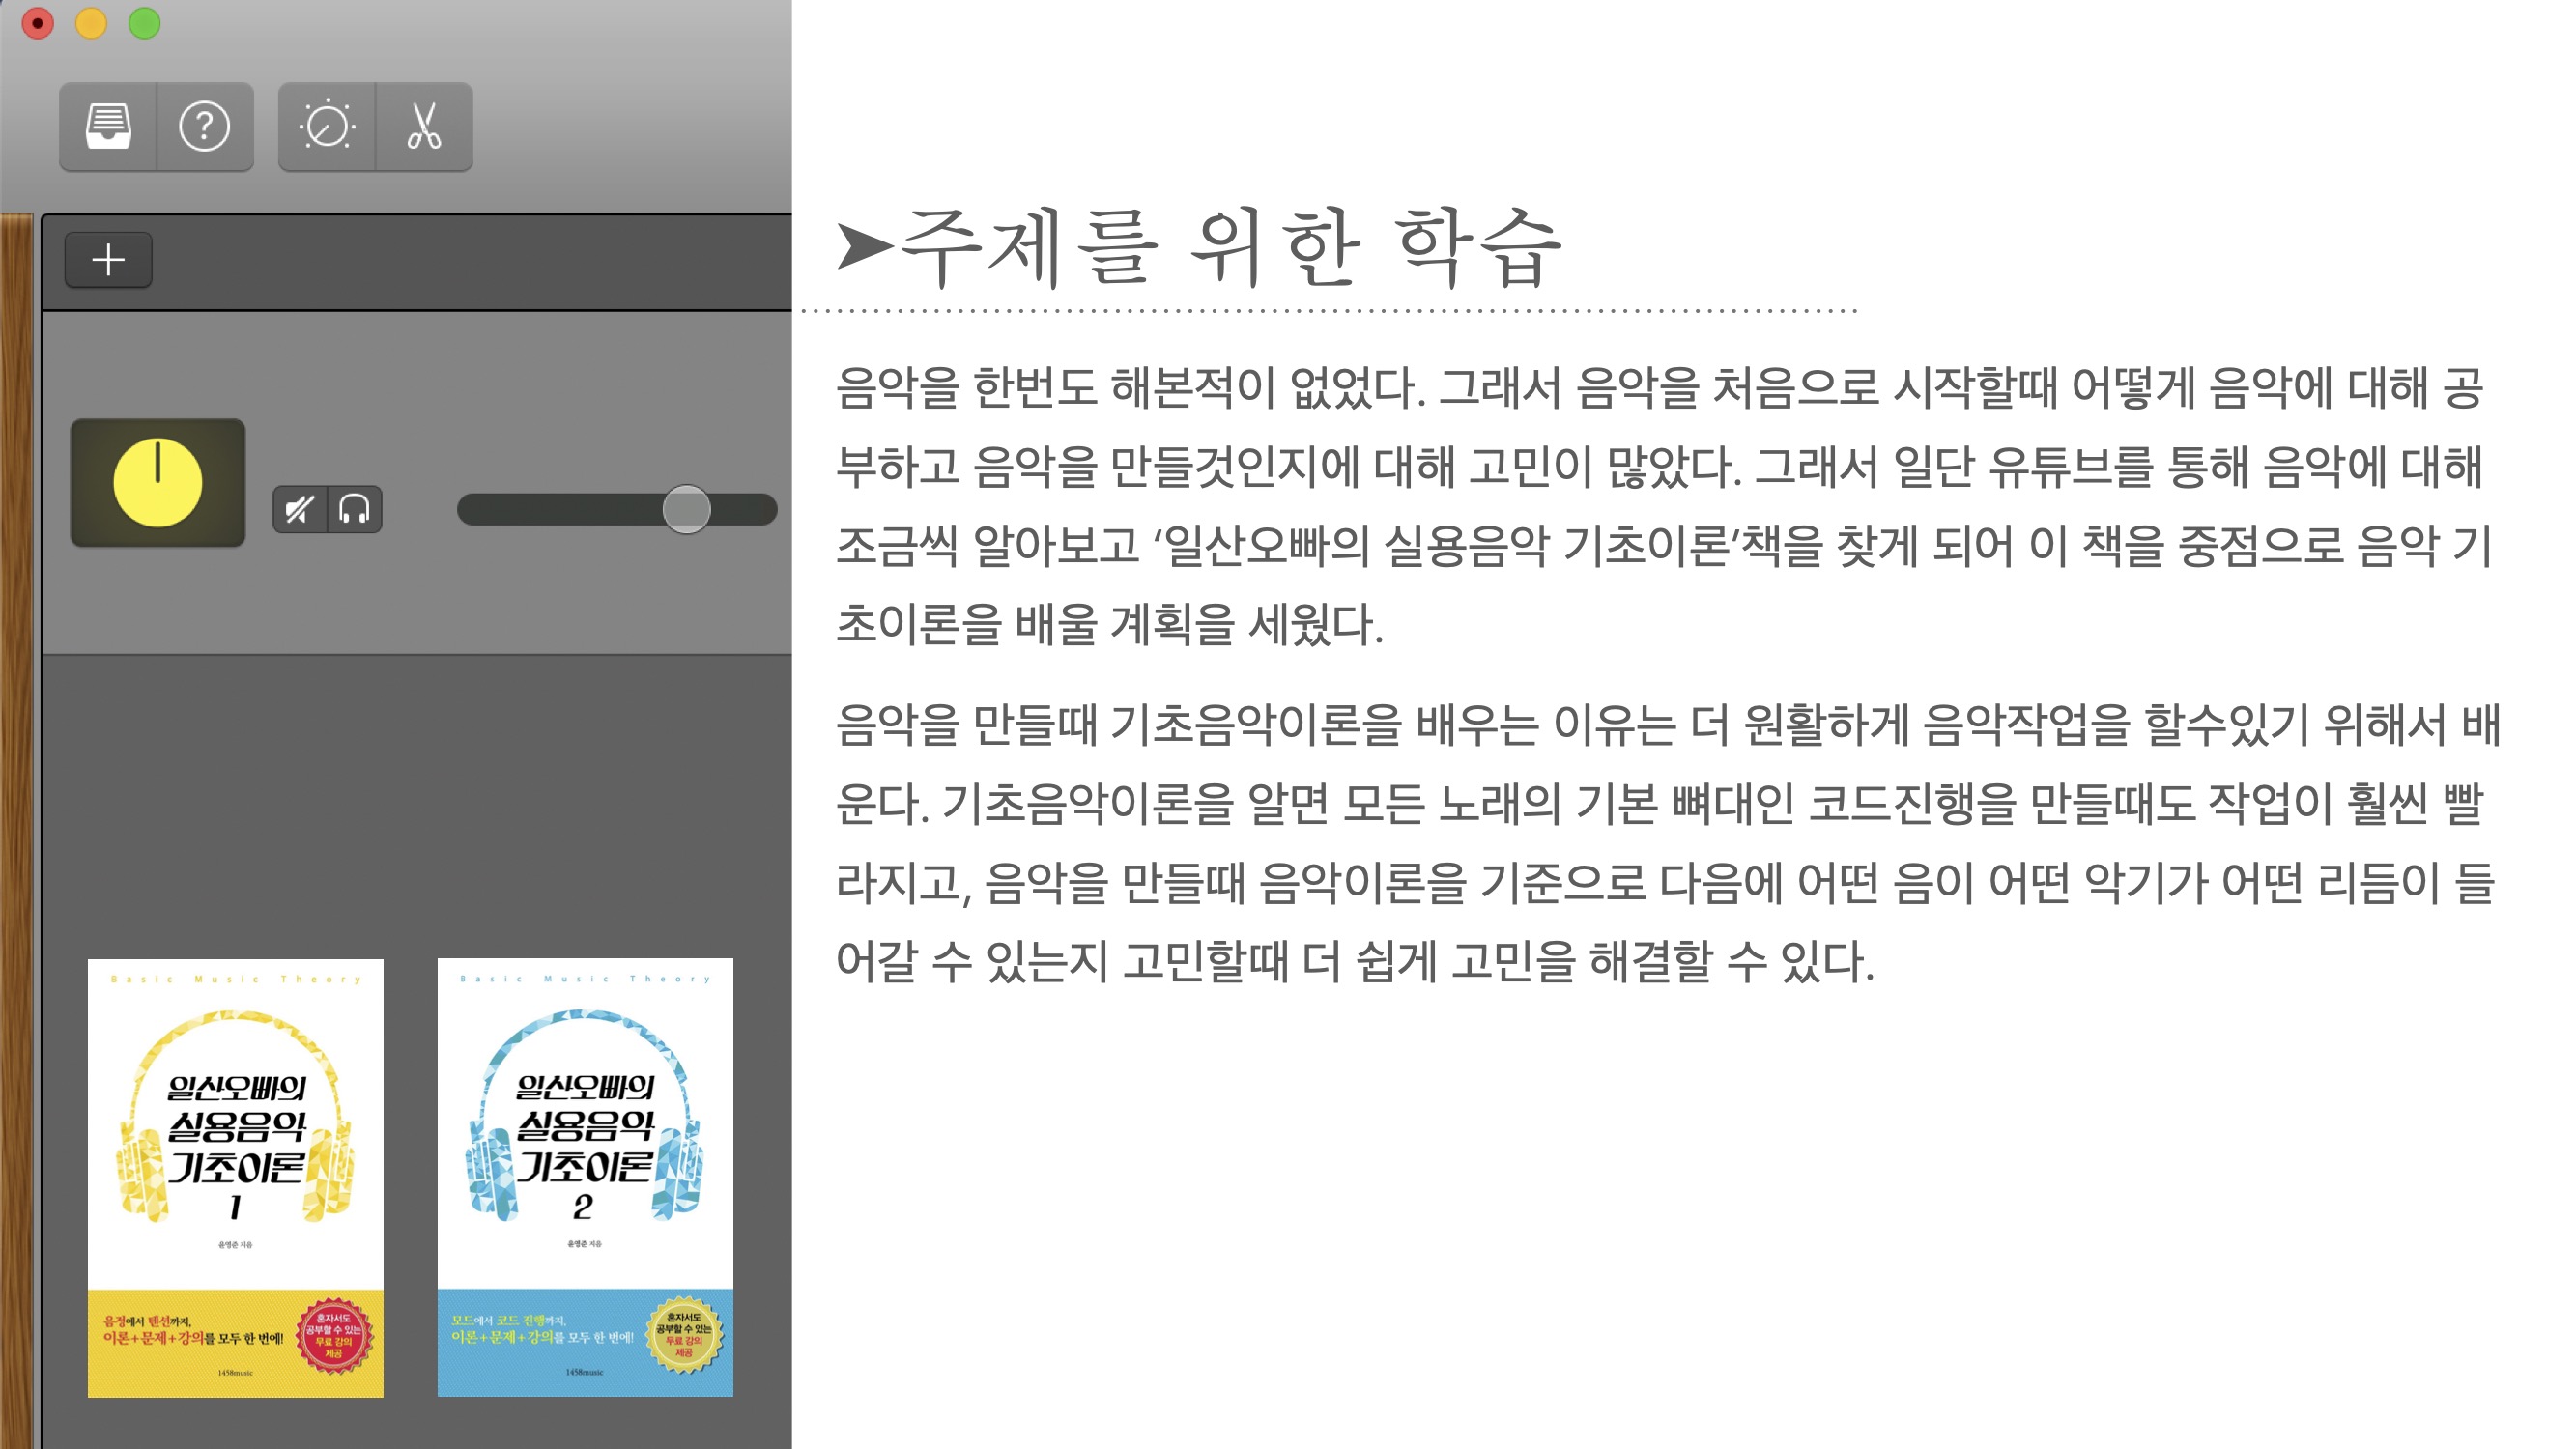 ➤주제를 위한 학습
음악을 한번도 해본적이 없었다. 그래서 음악을 처음으로 시작할때 어떻게 음악에 대해 공
부하고 음악을 만들것인지에 대해 고민이 많았다. 그래서 일단 유튜브를 통해 음악에 대해
조금씩 알아보고 ‘일산오빠의 실용음악 기초이론’책을 찾게 되어 이 책을 중점으로 음악 기
초이론을 배울 계획을 세웠다.
음악을 만들때 기초음악이론을 배우는 이유는 더 원활하게 음악작업을 할수있기 위해서 배
운다. 기초음악이론을 알면 모든 노래의 기본 뼈대인 코드진행을 만들때도 작업이 훨씬 빨
라지고, 음악을 만들때 음악이론을 기준으로 다음에 어떤 음이 어떤 악기가 어떤 리듬이 들
어갈 수 있는지 고민할때 더 쉽게 고민을 해결할 수 있다.
Basic Music Theory
일산오빠의
실용음악
기초이론
1
윤영준 지음
음정에서 텐션까지,
이론+문제+강의를 모두 한 번에!
혼자서도
공부할 수 있는
무료 강의
제공
1458music
Basic Music Theory
일산오빠의
실용음악
기초이론
2
윤영준 지음
모드에서 코드 진행까지,
이론+문제+강의를 모두 한 번에!
혼자서도
공부할 수 있는
무료 강의
제공
1458music